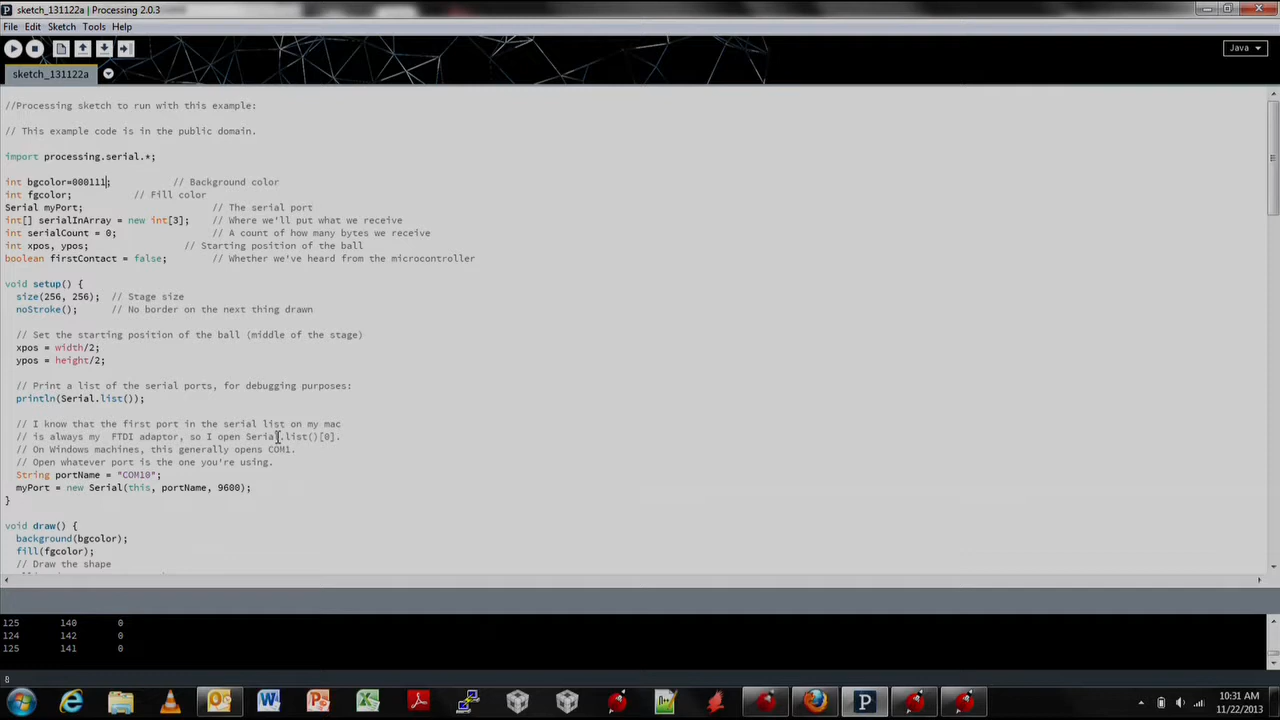 sketch_131122a | Processing 2.0.3
File Edit Sketch Tools Help
Java
sketch_131122a
//Processing sketch to run with this example:
// This example code is in the public domain.
import processing.serial.*;
int bgcolor=000111; // Background color
int fgcolor; // Fill color
Serial myPort; // The serial port
int[] serialInArray = new int[3]; // Where we'll put what we receive
int serialCount = 0; // A count of how many bytes we receive
int xpos, ypos; // Starting position of the ball
boolean firstContact = false; // Whether we've heard from the microcontroller
void setup() {
size(256, 256); // Stage size
noStroke(); // No border on the next thing drawn
// Set the starting position of the ball (middle of the stage)
xpos = width/2;
ypos = height/2;
// Print a list of the serial ports, for debugging purposes:
println(Serial.list());
// I know that the first port in the serial list on my mac
// is always my  FTDI adaptor, so I open Serial.list()[0].
// On Windows machines, this generally opens COM1.
// Open whatever port is the one you're using.
String portName = "COM10";
myPort = new Serial(this, portName, 9600);
}
void draw() {
background(bgcolor);
fill(fgcolor);
// Draw the shape
125 140 0
124 142 0
125 141 0
8
10:31 AM
11/22/2013